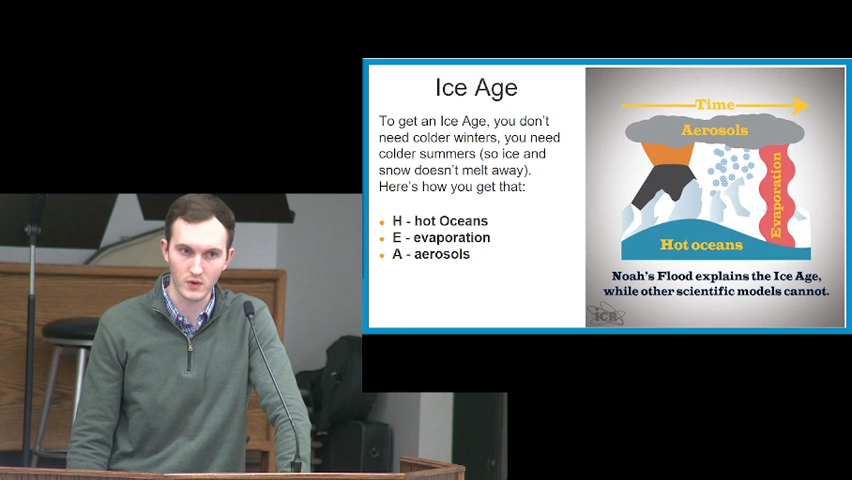 Ice Age
To get an Ice Age, you don't
need colder winters, you need
colder summers (so ice and
snow doesn't melt away).
Here's how you get that:
H - hot Oceans
E - evaporation
A - aerosols
Time
Aerosols
Evaporation
Hot oceans
Noah's Flood explains the Ice Age,
while other scientific models cannot.
icr